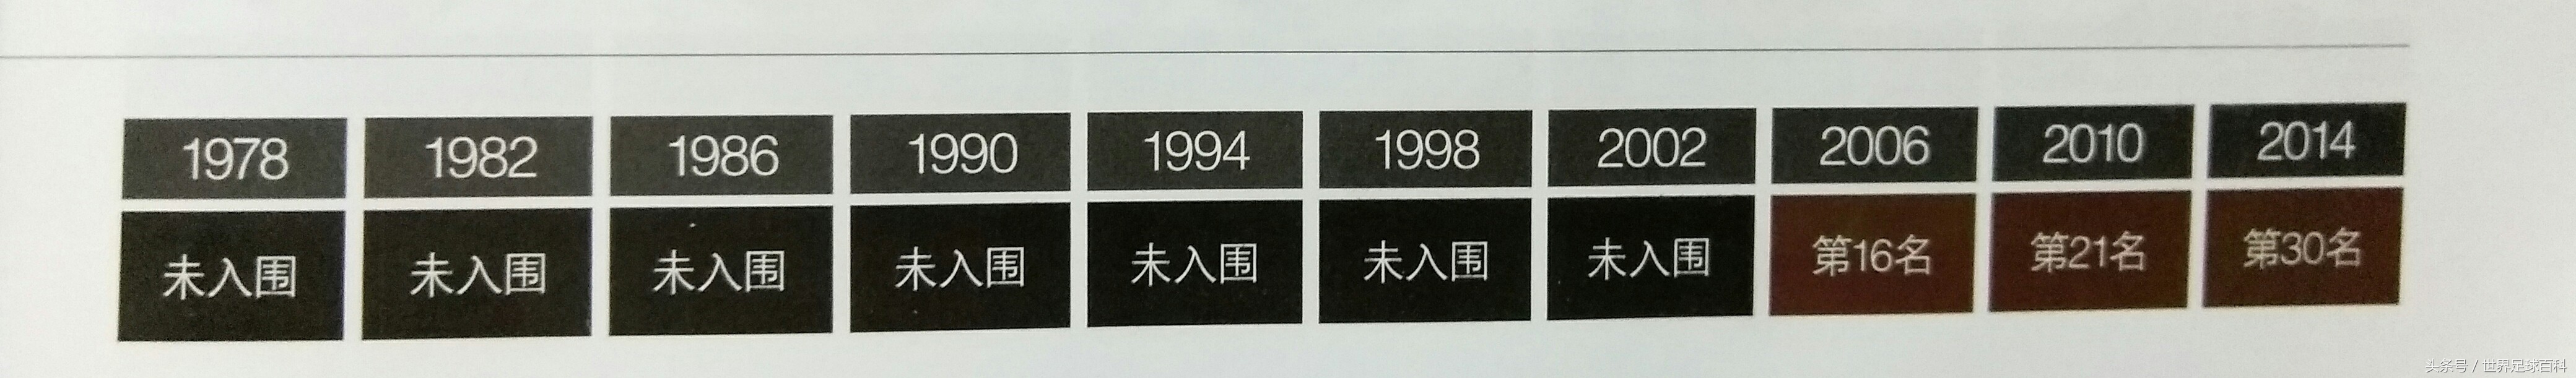 1978 1982 1986 1990 1994 1998 2002 2006 2010 2014
未入围 未入围 未入围 未入围 未入围 未入围 未入围 第16名 第21名 第30名
头条号 / 世界足球百科